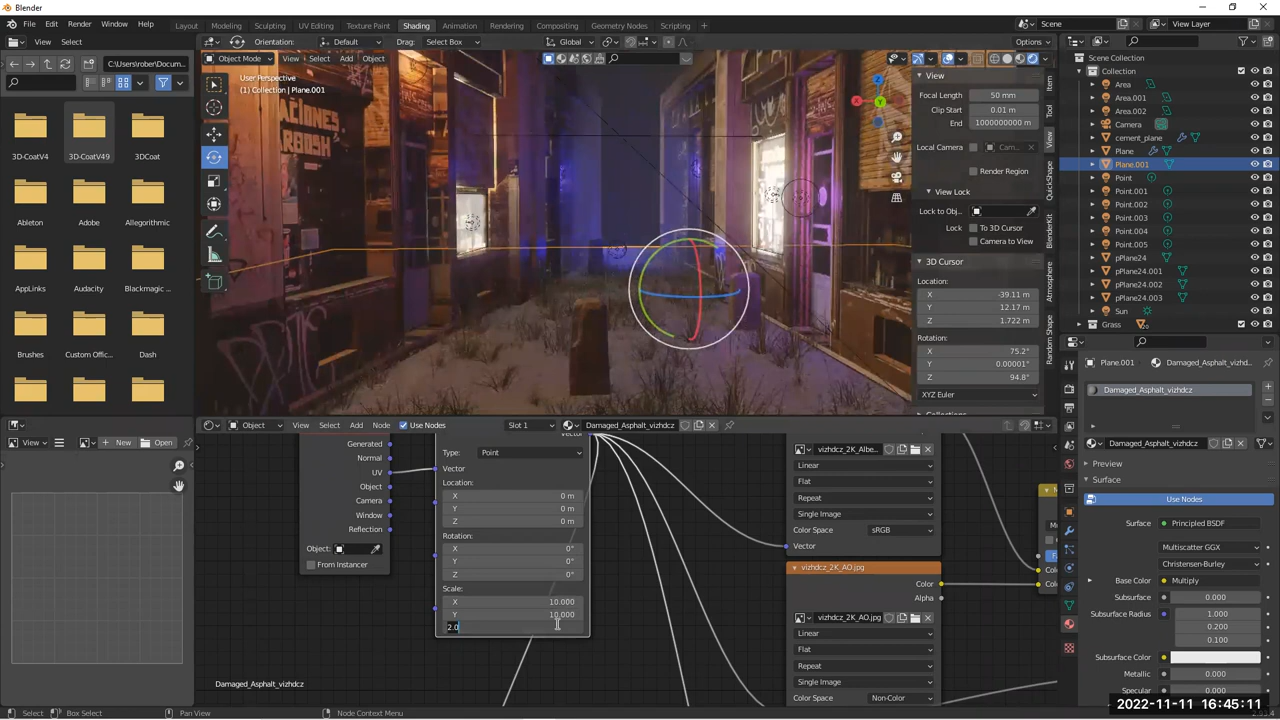 Blender
File Edit Render Window Help
Layout Modeling Sculpting UV Editing Texture Paint Shading Animation Rendering Compositing Geometry Nodes Scripting +
Scene
View Layer
View Select
Orientation: Default Drag: Select Box
Global
Options
C:\Users\rober\Docum...
Object Mode View Select Add Object
User Perspective
(1) Collection | Plane.001
3D-CoatV4 3D-CoatV49 3DCoat
Ableton Adobe Allegorithmic
AppLinks Audacity Blackmagic ...
Brushes Custom Offic... Dash
X Y Z
View
Focal Length 50 mm
Clip Start 0.01 m
End 1000000000 m
Local Camera Cam...
Render Region
View Lock
Lock to Obj...
Lock To 3D Cursor
Camera to View
3D Cursor
Location:
X -39.11 m
Y 12.17 m
Z 1.722 m
Rotation:
X 75.2°
Y 0.00001°
Z 94.8°
XYZ Euler
Item
Tool
View
QuickShape
BlenderKit
Atmosphere
Random Shape
Scene Collection
Collection
Area
Area.001
Area.002
Camera
cement_plane
Plane
Plane.001
Point
Point.001
Point.002
Point.003
Point.004
Point.005
pPlane24
pPlane24.001
pPlane24.002
pPlane24.003
Sun
Grass
Plane.001 Damaged_Asphalt_vizhdcz...
Damaged_Asphalt_vizhdcz
Damaged_Asphalt_vizhdcz
Preview
Surface
Use Nodes
Surface Principled BSDF
Multiscatter GGX
Christensen-Burley
Base Color Multiply
Subsurface 0.000
Subsurface Radius 1.000
0.200
0.100
Subsurface Color
Metallic 0.000
Specular
View New Open
Object View Select Add Node Use Nodes Slot 1 Damaged_Asphalt_vizhdcz
Generated
Normal
UV
Object
Camera
Window
Reflection
Object:
From Instancer
Vector
Type: Point
Vector
Location:
X 0 m
Y 0 m
Z 0 m
Rotation:
X 0°
Y 0°
Z 0°
Scale:
X 10.000
Y 10.000
2.0
vizhdcz_2K_Albe...
Linear
Flat
Repeat
Single Image
Color Space sRGB
Vector
vizhdcz_2K_AO.jpg
Color
Alpha
vizhdcz_2K_AO.jpg
Linear
Flat
Repeat
Single Image
Color Space Non-Color
Damaged_Asphalt_vizhdcz
Select Box Select Pan View Node Context Menu
2022-11-11 16:45:11